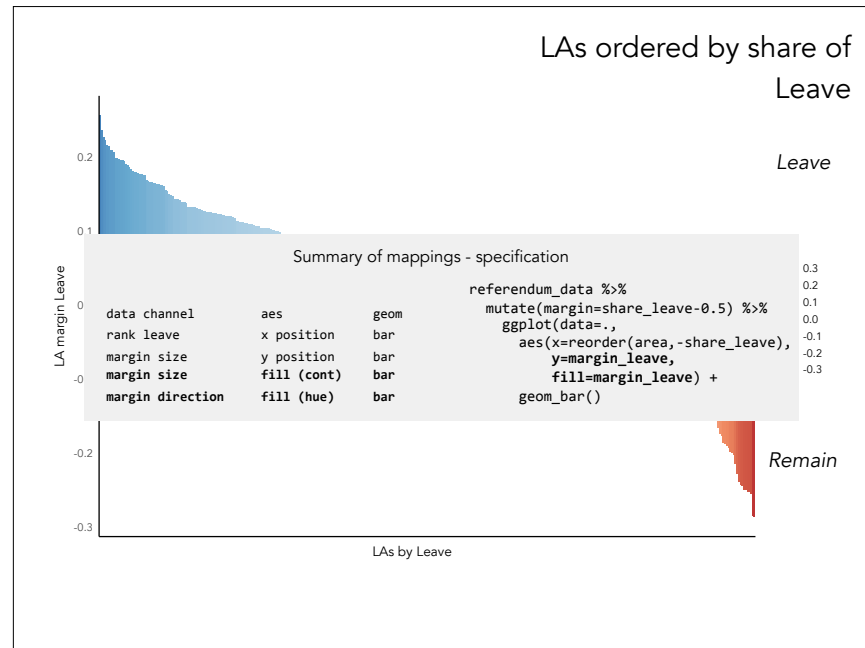 LAs ordered by share of
Leave
Leave
0.2
0.1
0
-0
-0.2
-0.3
LA margin Leave
Summary of mappings - specification
data channel aes geom
rank leave x position bar
margin size y position bar
margin size fill (cont) bar
margin direction fill (hue) bar
referendum_data %>%
mutate(margin=share_leave-0.5) %>%
ggplot(data=.,
aes(x=reorder(area,-share_leave),
y=margin_leave,
fill=margin_leave) +
geom_bar()
0.3
0.2
0.1
0.0
-0.1
-0.2
-0.3
Remain
LAs by Leave